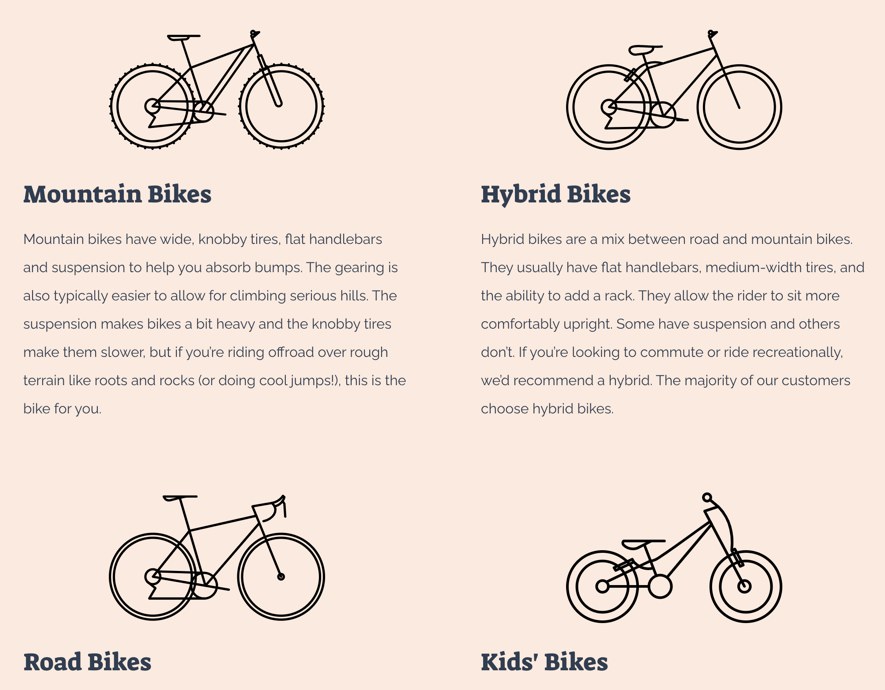 Mountain Bikes
Mountain bikes have wide, knobby tires, flat handlebars
and suspension to help you absorb bumps. The gearing is
also typically easier to allow for climbing serious hills. The
suspension makes bikes a bit heavy and the knobby tires
make them slower, but if you're riding offroad over rough
terrain like roots and rocks (or doing cool jumps!), this is the
bike for you.
Hybrid Bikes
Hybrid bikes are a mix between road and mountain bikes.
They usually have flat handlebars, medium-width tires, and
the ability to add a rack. They allow the rider to sit more
comfortably upright. Some have suspension and others
don't. If you're looking to commute or ride recreationally,
we'd recommend a hybrid. The majority of our customers
choose hybrid bikes.
Road Bikes
Kids' Bikes